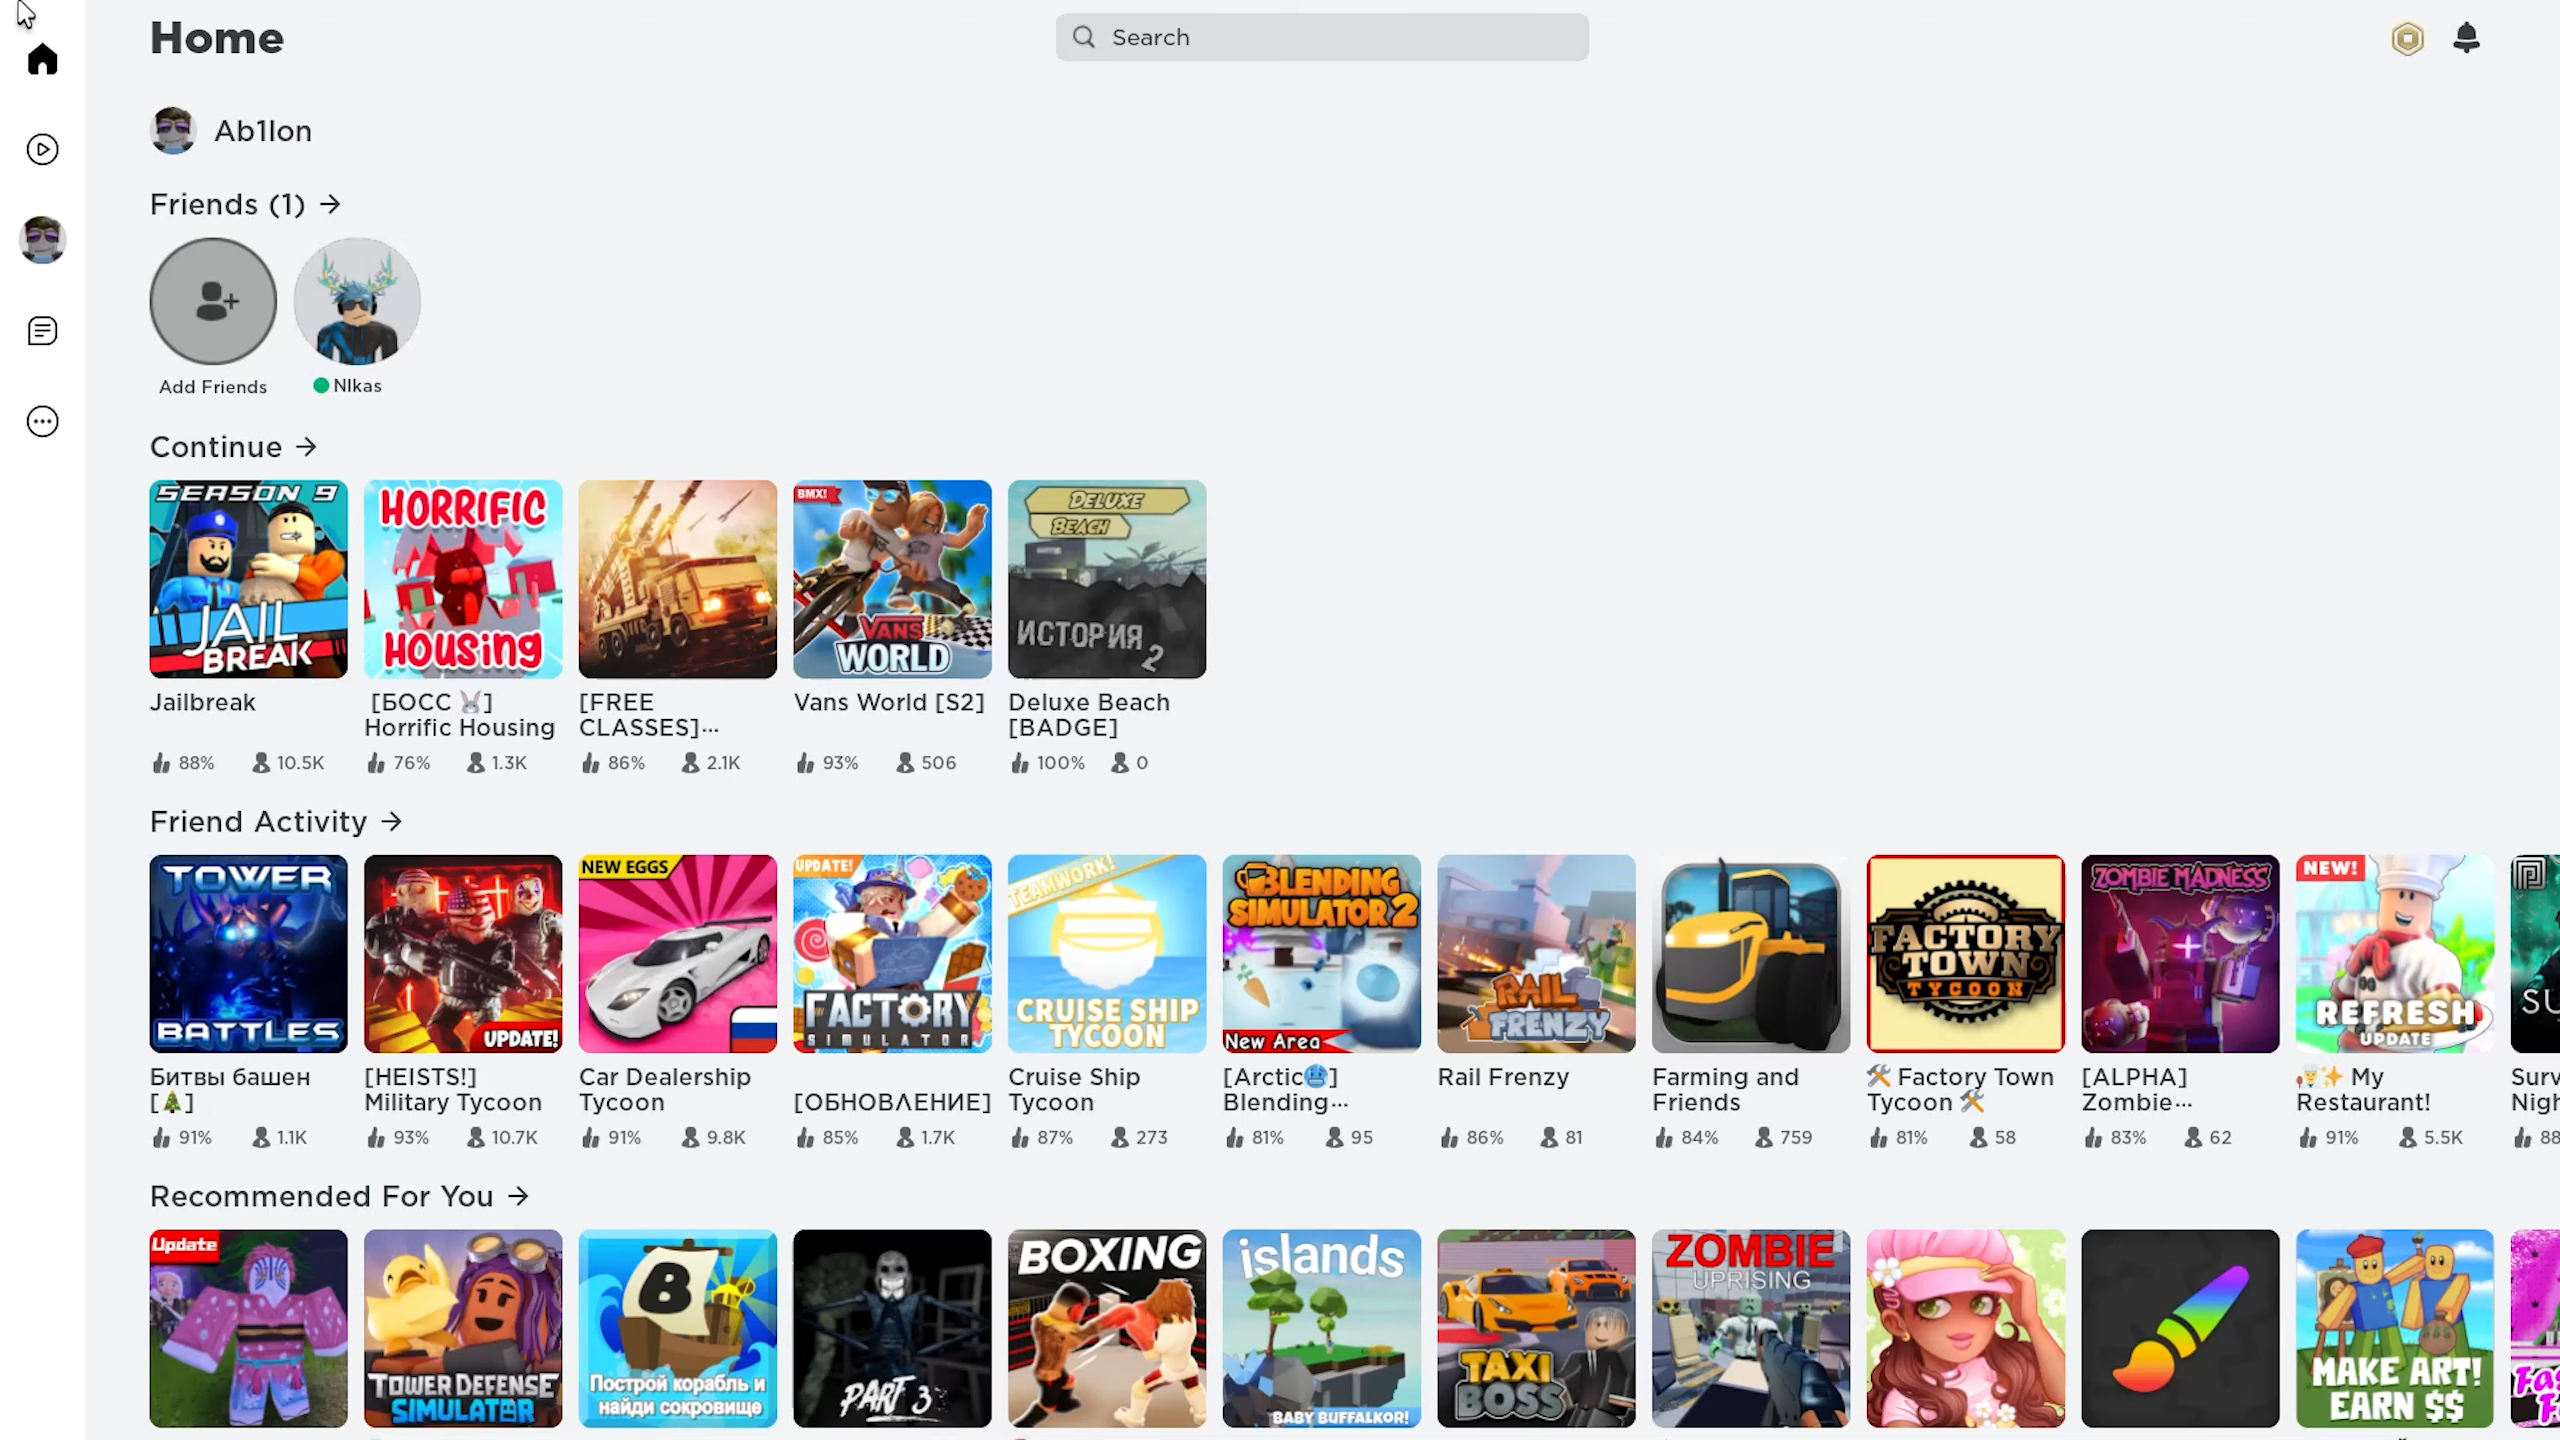 Home
Search
Ab1lon
Friends (1)
Add Friends
NIkas
Continue
SEASON 9
JAIL
BREAK
HORRIFIC
HOUSING
BMX!
VANS
WORLD
DELUXE
BEACH
ИСТОРИЯ
2
Jailbreak
[БОСС 🐰]
Horrific Housing
[FREE
CLASSES]...
Vans World [S2]
Deluxe Beach
[BADGE]
88% 10.5K
76% 1.3K
86% 2.1K
93% 506
100% 0
Friend Activity
TOWER
BATTLES
UPDATE!
NEW EGGS
UPDATE!
FACTORY
SIMULATOR
TEAMWORK!
CRUISE SHIP
TYCOON
BLENDING
SIMULATOR 2
New Area
RAIL
FRENZY
FACTORY
TOWN
TYCOON
ZOMBIE MADNESS
NEW!
REFRESH
UPDATE
SU
Битвы башен
[🎄]
[HEISTS!]
Military Tycoon
Car Dealership
Tycoon
[ОБНОВЛЕНИЕ]
Cruise Ship
Tycoon
[Arctic🥶]
Blending...
Rail Frenzy
Farming and
Friends
🛠️ Factory Town
Tycoon 🛠️
[ALPHA]
Zombie...
👨‍🍳✨ My
Restaurant!
Surv
Nigh
91% 1.1K
93% 10.7K
91% 9.8K
85% 1.7K
87% 273
81% 95
86% 81
84% 759
81% 58
83% 62
91% 5.5K
88
Recommended For You
Update
TOWER DEFENSE
SIMULATOR
B
Построй корабль и
найди сокровище
PART 3
BOXING
islands
BABY BUFFALKOR!
TAXI
BOSS
ZOMBIE
UPRISING
MAKE ART!
EARN $$
Fa